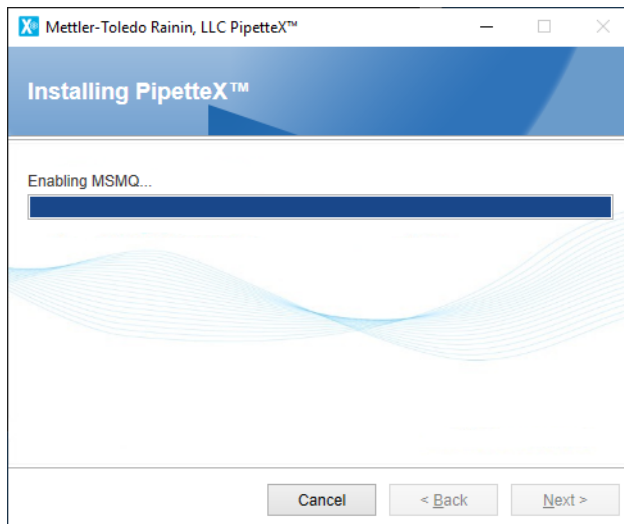 X
Mettler-Toledo Rainin, LLC PipetteX™
Installing PipetteX™
Enabling MSMQ...
Cancel
< Back
Next >